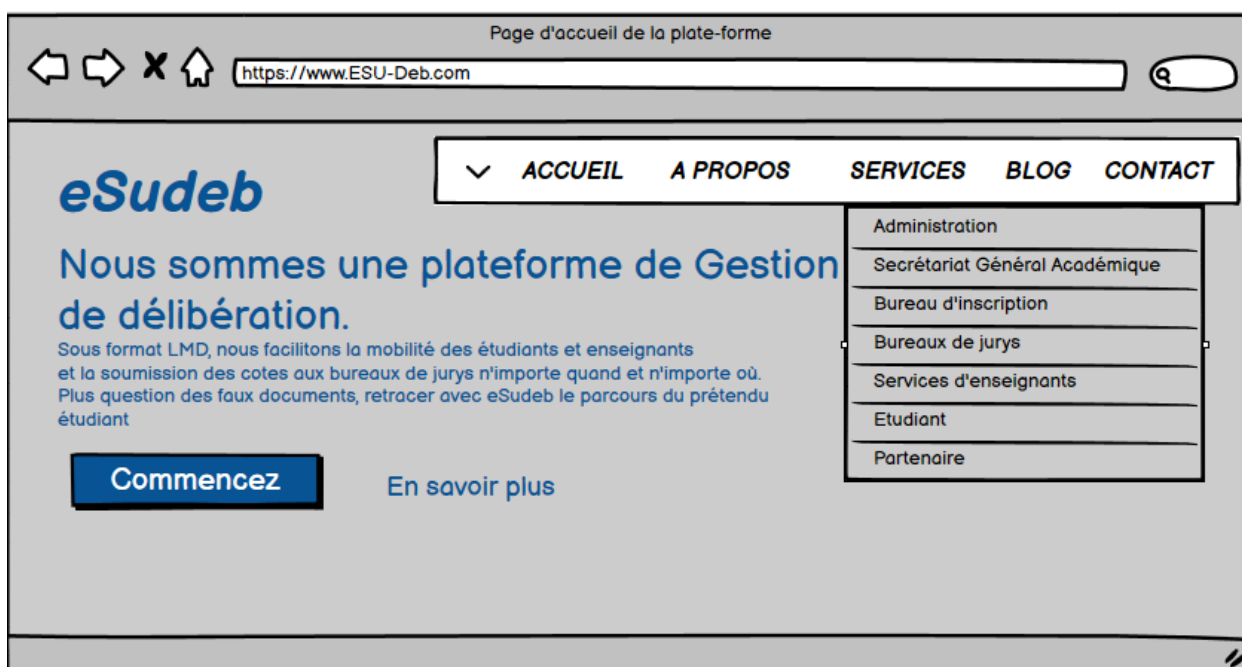 Page d'accueil de la plate-forme
https://www.ESU-Deb.com
ACCUEIL A PROPOS SERVICES BLOG CONTACT
eSudeb
Nous sommes une plateforme de Gestion
de délibération.
Sous format LMD, nous facilitons la mobilité des étudiants et enseignants
et la soumission des cotes aux bureaux de jurys n'importe quand et n'importe où.
Plus question des faux documents, retracer avec eSudeb le parcours du prétendu
étudiant
Commencez
En savoir plus
Administration
Secrétariat Général Académique
Bureau d'inscription
Bureaux de jurys
Services d'enseignants
Etudiant
Partenaire